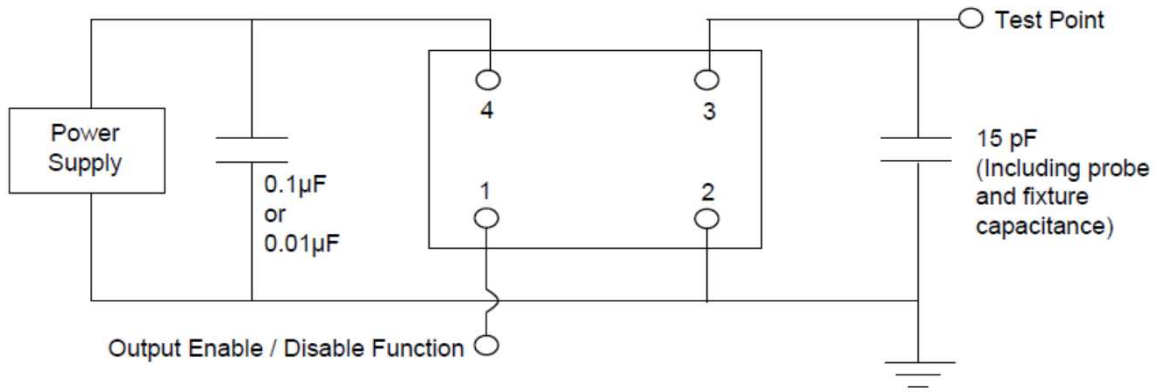 Test Point
4
3
Power
Supply
0.1µF
or
0.01µF
1
2
15 pF
(Including probe
and fixture
capacitance)
Output Enable / Disable Function